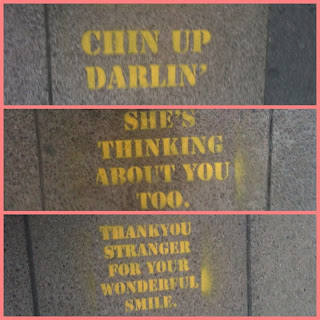 CHIN UP
DARLIN'
SHE'S
THINKING
ABOUT YOU
TOO.
THANKYOU
STRANGER
FOR YOUR
WONDERFUL
SMILE.